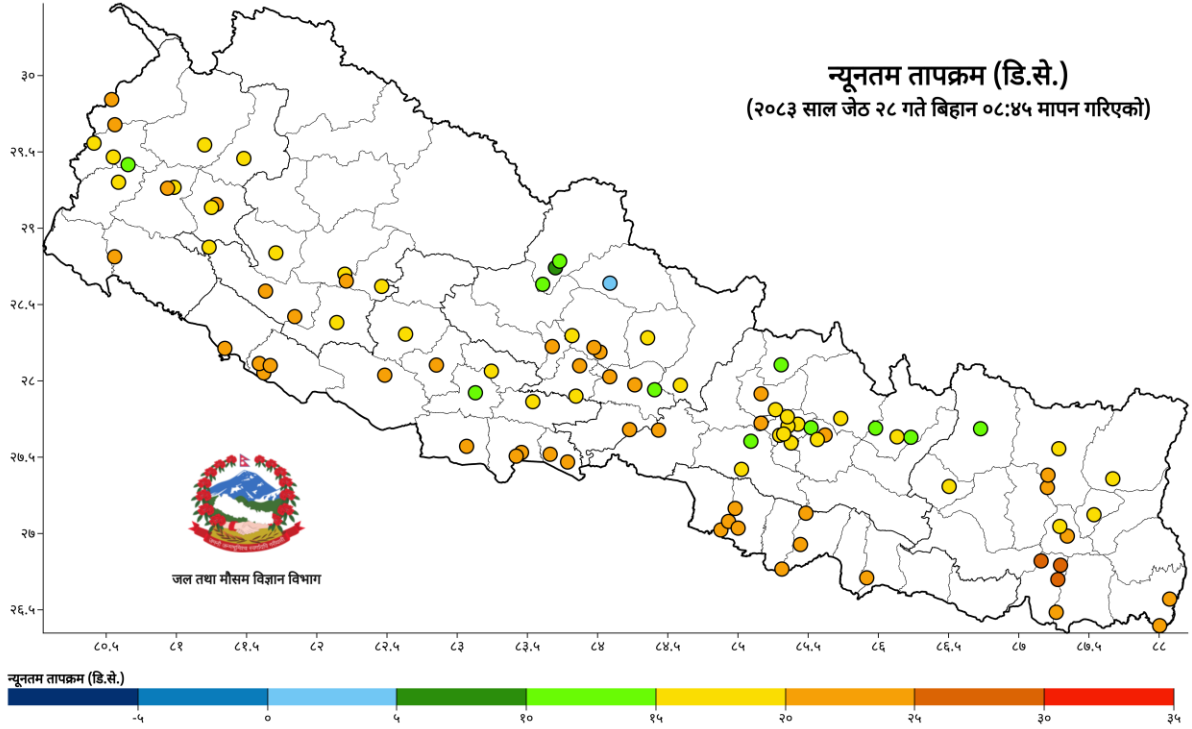 न्यूनतम तापक्रम (डि.से.)
(२०८३ साल जेठ २८ गते बिहान ०८:४५ मापन गरिएको)
३०
२९.५
२९
२८.५
२८
२७.५
२७
२६.५
८०.५ ८१ ८१.५ ८२ ८२.५ ८३ ८३.५ ८४ ८४.५ ८५ ८५.५ ८६ ८६.५ ८७ ८७.५ ८८
जल तथा मौसम विज्ञान विभाग
न्यूनतम तापक्रम (डि.से.)
-५ ० ५ १० १५ २० २५ ३० ३५